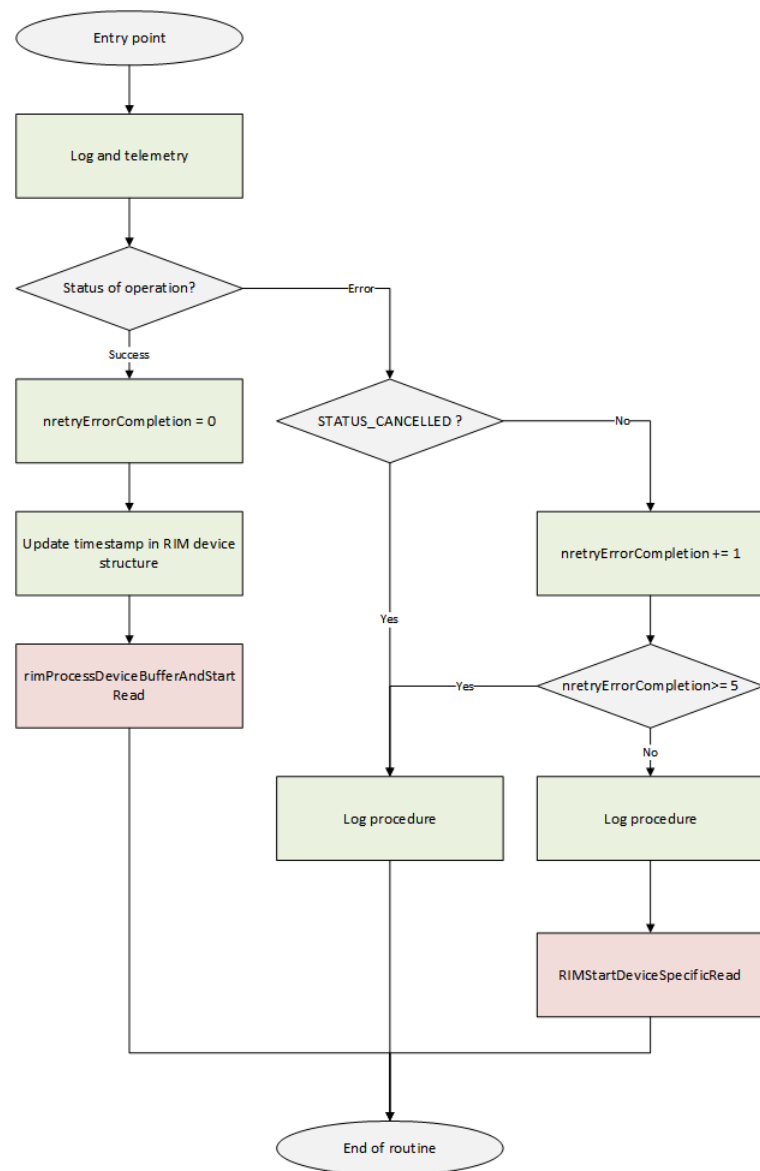 Entry point
Log and telemetry
Status of operation?
Error
Success
nretryErrorCompletion = 0
STATUS_CANCELLED ?
No
Update timestamp in RIM device
structure
nretryErrorCompletion += 1
Yes
rimProcessDeviceBufferAndStart
Read
Yes
nretryErrorCompletion>= 5
No
Log procedure
Log procedure
RIMStartDeviceSpecificRead
End of routine